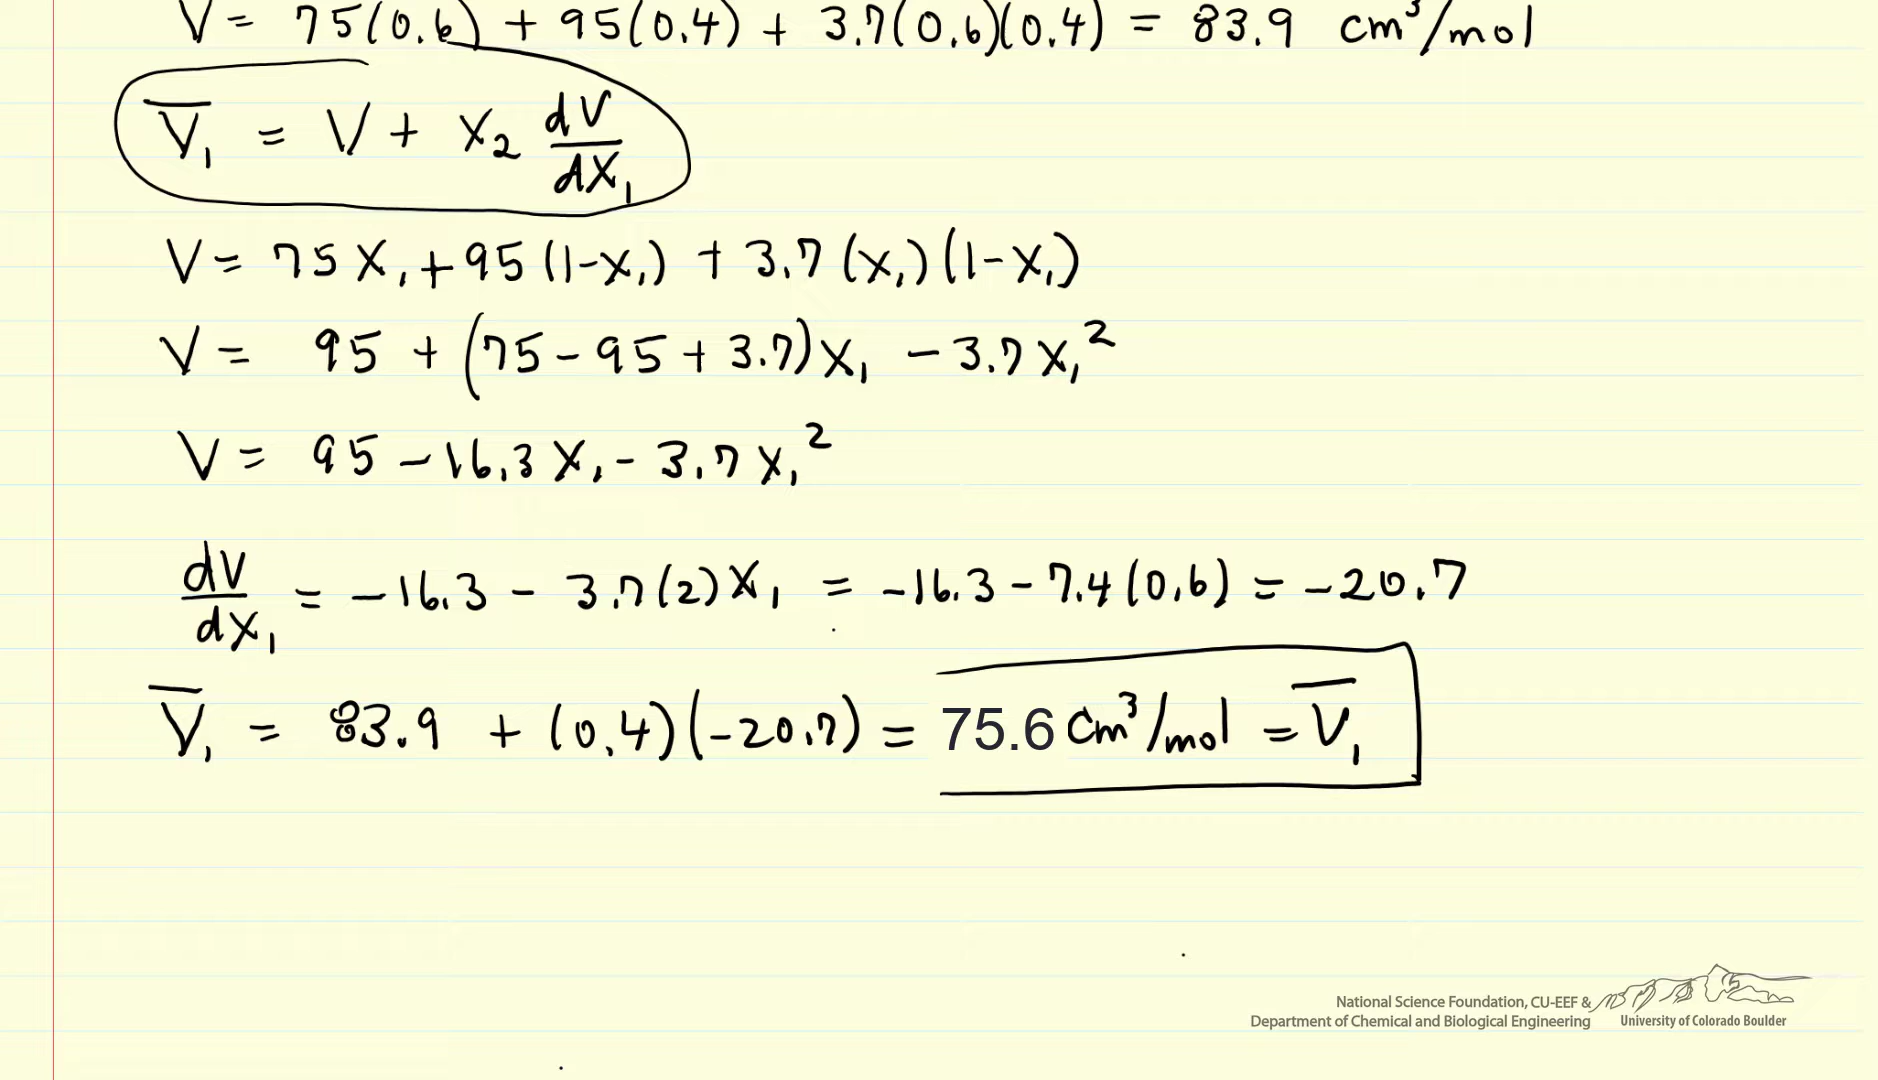 V = 75(0.6) + 95(0.4) + 3.7(0.6)(0.4) = 83.9 cm³/mol
V̅₁ = V + X₂ dV/dX₁
V = 75X₁ + 95(1-X₁) + 3.7(X₁)(1-X₁)
V = 95 + (75 - 95 + 3.7)X₁ - 3.7X₁²
V = 95 - 16.3X₁ - 3.7X₁²
dV/dX₁ = -16.3 - 3.7(2)X₁ = -16.3 - 7.4(0.6) = -20.7
V̅₁ = 83.9 + (0.4)(-20.7) = 75.6 cm³/mol = V̅₁
National Science Foundation, CU-EEF &
Department of Chemical and Biological Engineering
University of Colorado Boulder